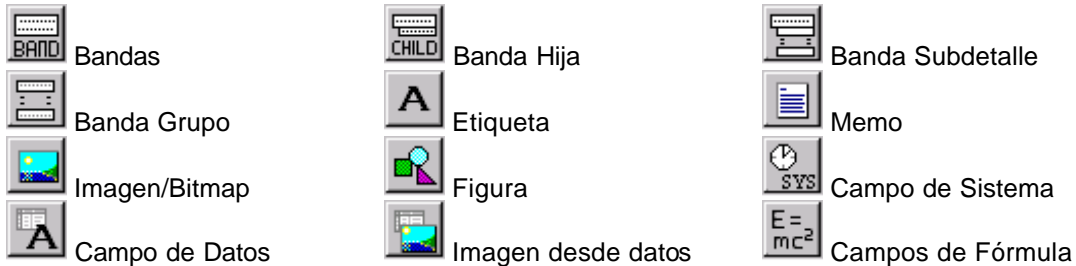 BAND Bandas CHILD Banda Hija Banda Subdetalle
Banda Grupo A Etiqueta Memo
Imagen/Bitmap Figura SYS Campo de Sistema
A Campo de Datos Imagen desde datos E= mc² Campos de Fórmula